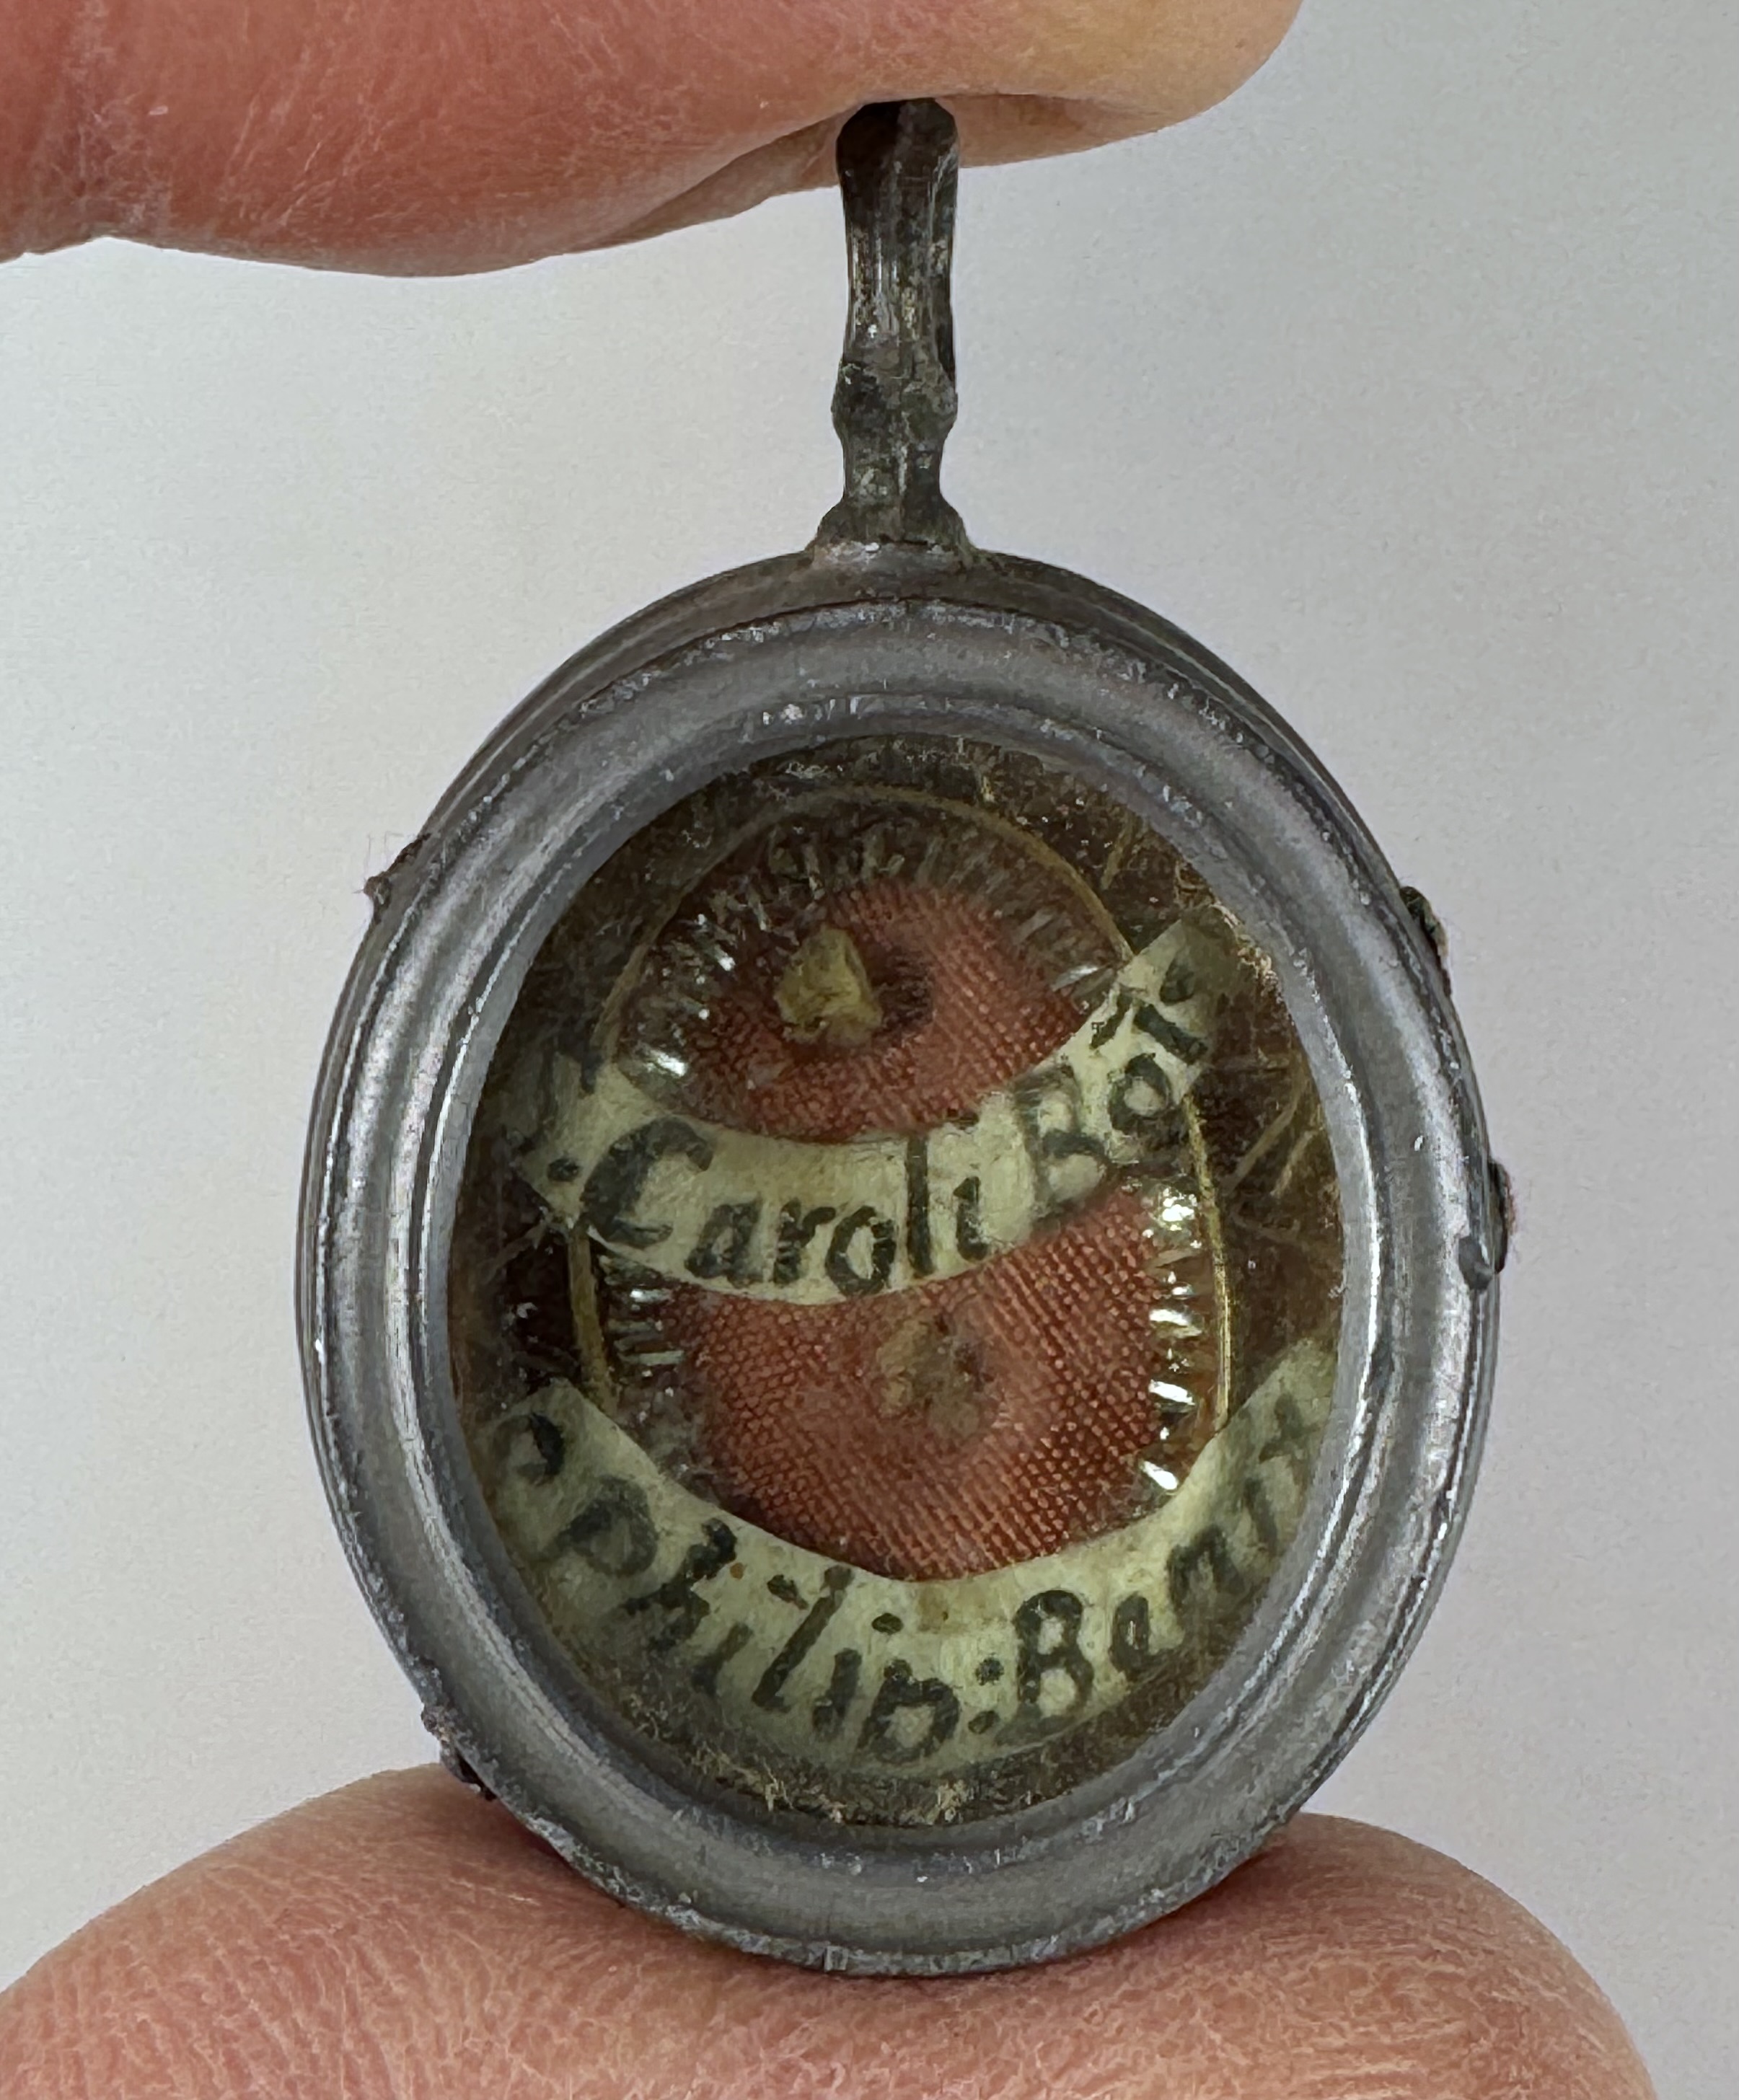 S. Caroli Bor.
S. Philip: Benit